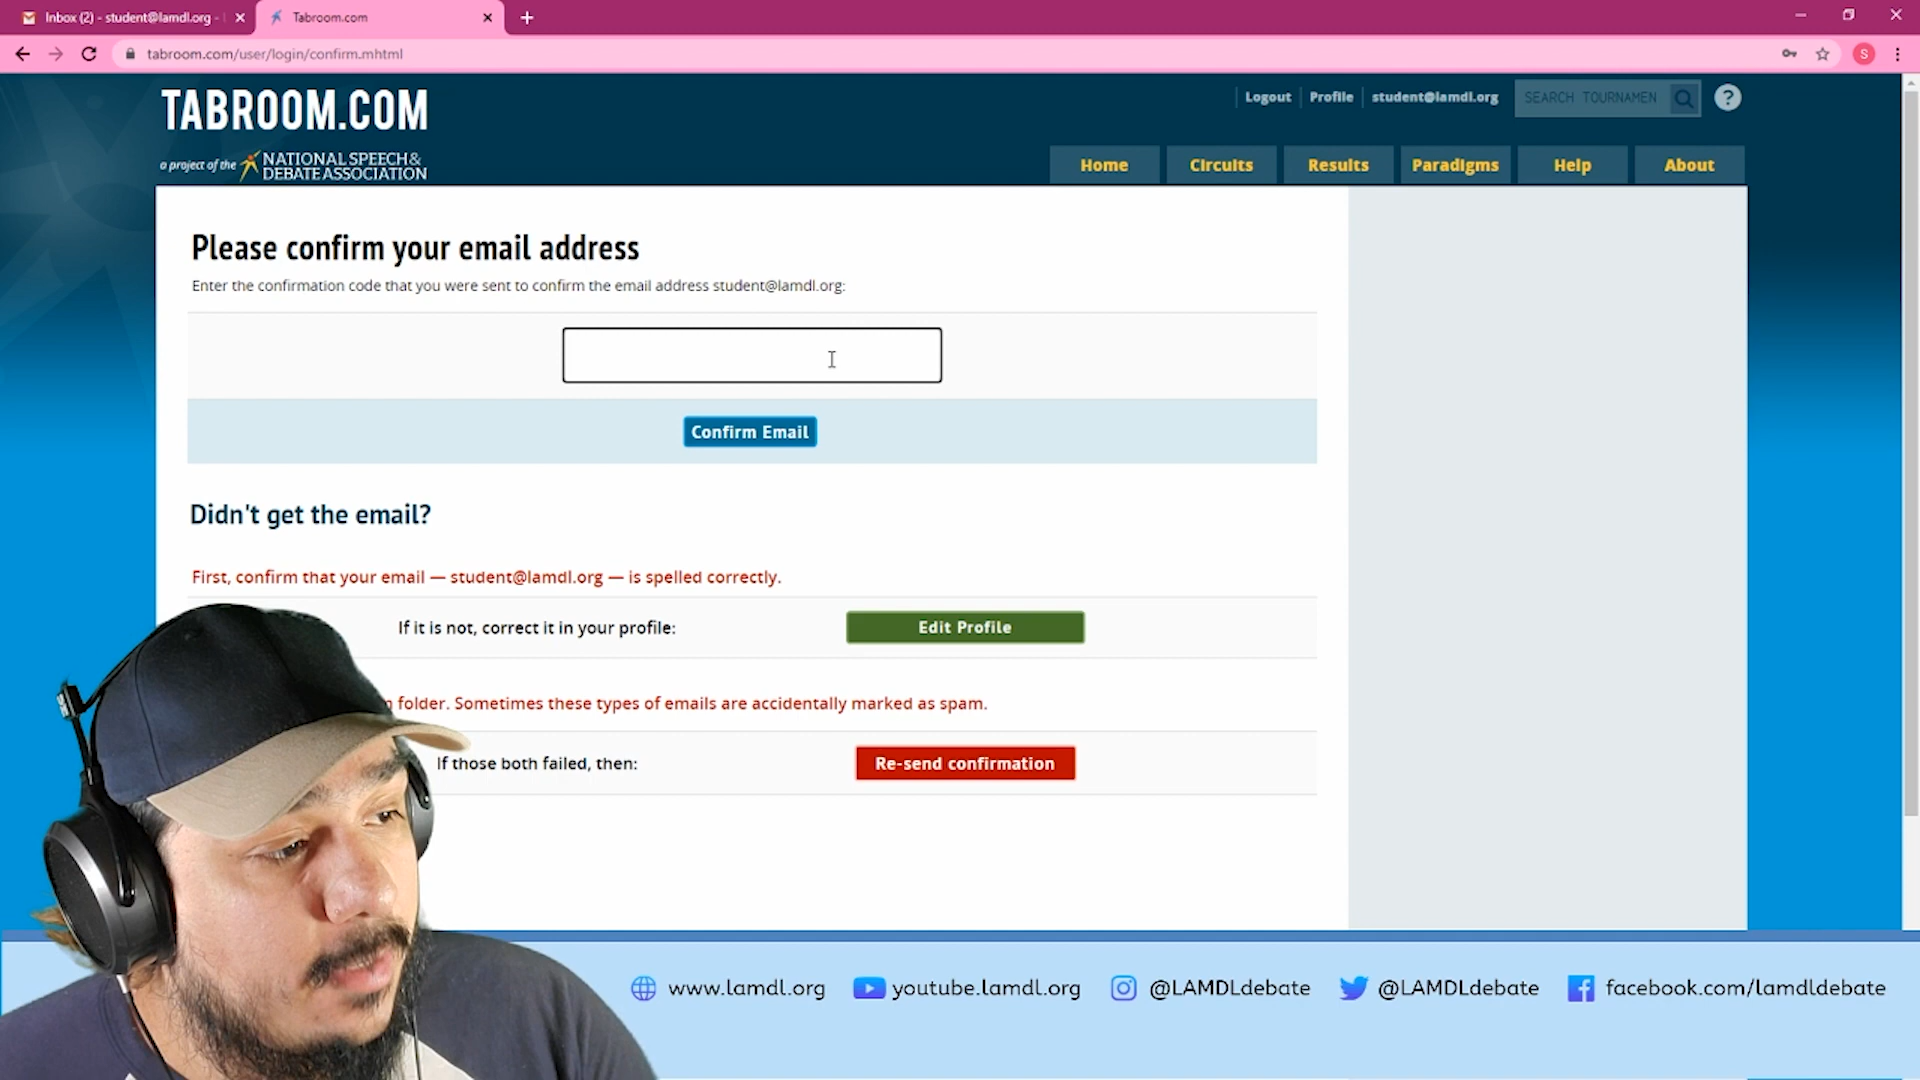 Inbox (2) - student@lamdl.org -
Tabroom.com
tabroom.com/user/login/confirm.mhtml
S
TABROOM.COM
a project of the NATIONAL SPEECH & DEBATE ASSOCIATION
Logout Profile student@lamdl.org SEARCH TOURNAMEN ?
Home Circuits Results Paradigms Help About
Please confirm your email address
Enter the confirmation code that you were sent to confirm the email address student@lamdl.org:
Confirm Email
Didn't get the email?
First, confirm that your email — student@lamdl.org — is spelled correctly.
If it is not, correct it in your profile: Edit Profile
folder. Sometimes these types of emails are accidentally marked as spam.
If those both failed, then: Re-send confirmation
www.lamdl.org youtube.lamdl.org @LAMDLdebate @LAMDLdebate facebook.com/lamdldebate